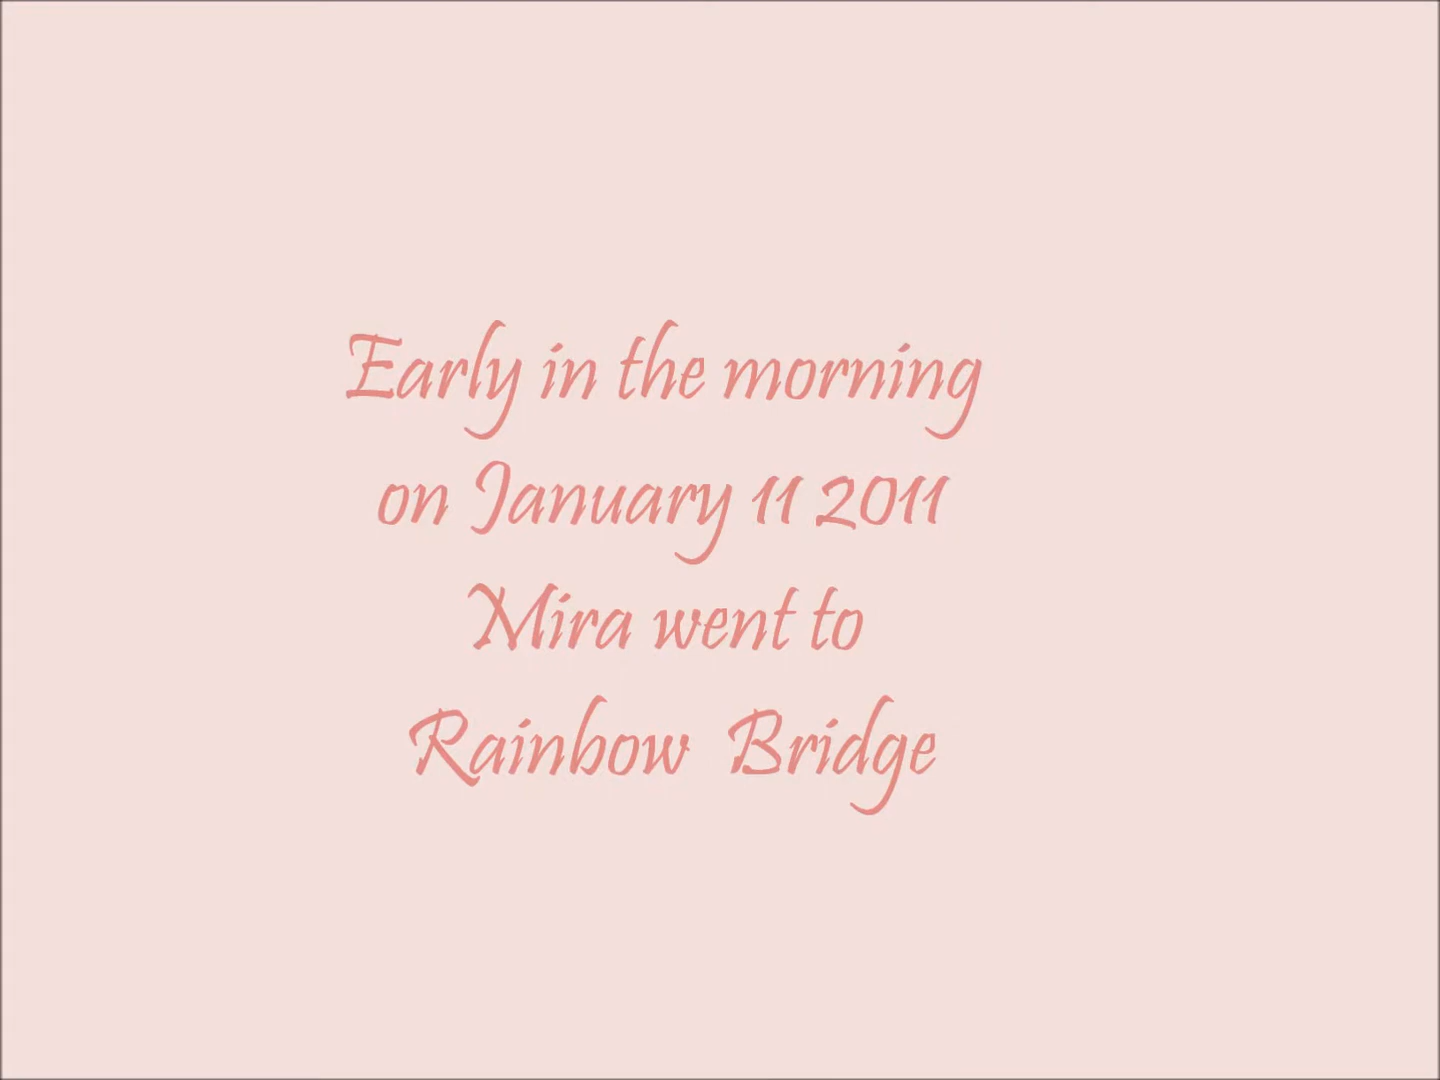 Early in the morning
on January 11 2011
Mira went to
Rainbow Bridge